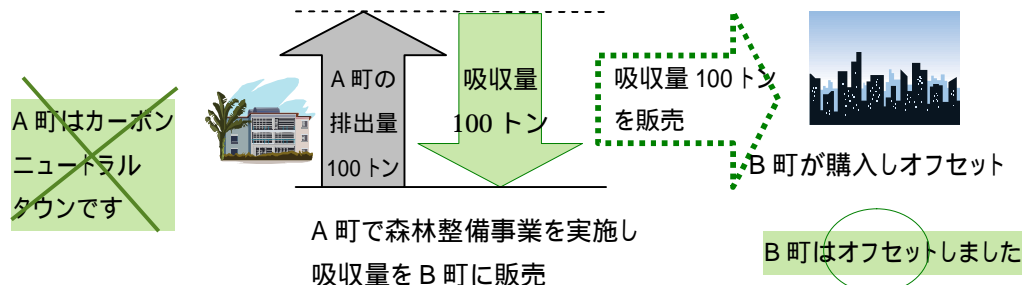 A町はカーボン
ニュートラル
タウンです
A町の
排出量
100トン
吸収量
100トン
吸収量100トン
を販売
B町が購入しオフセット
A町で森林整備事業を実施し
吸収量をB町に販売
B町はオフセットしました